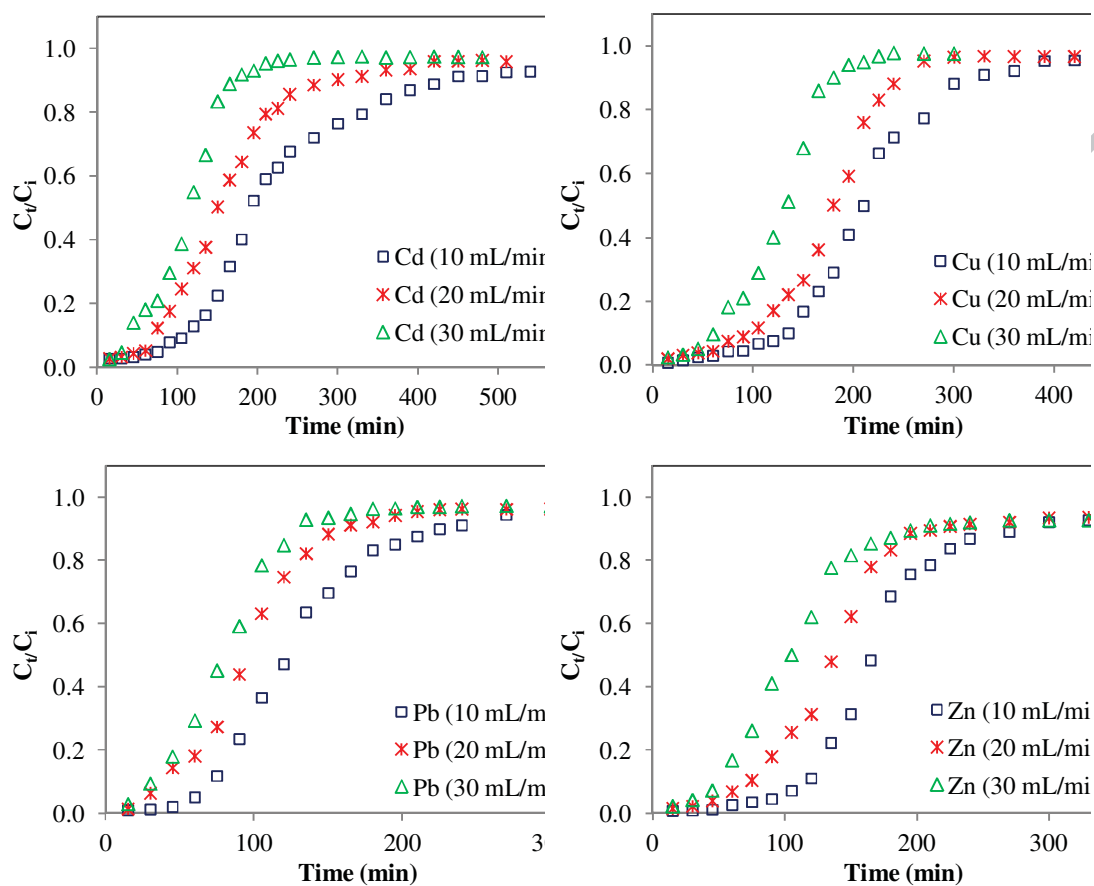 1.0
0.8
0.6
0.4
0.2
0.0
Cₜ/Cᵢ
Cd (10 mL/min
Cd (20 mL/min
Cd (30 mL/min
0 100 200 300 400 500
Time (min)
1.0
0.8
0.6
0.4
0.2
0.0
Cₜ/Cᵢ
Cu (10 mL/mi
Cu (20 mL/mi
Cu (30 mL/mi
0 100 200 300 400
Time (min)
1.0
0.8
0.6
0.4
0.2
0.0
Cₜ/Cᵢ
Pb (10 mL/m
Pb (20 mL/m
Pb (30 mL/m
0 100 200 3
Time (min)
1.0
0.8
0.6
0.4
0.2
0.0
Cₜ/Cᵢ
Zn (10 mL/mi
Zn (20 mL/mi
Zn (30 mL/mi
0 100 200 300
Time (min)